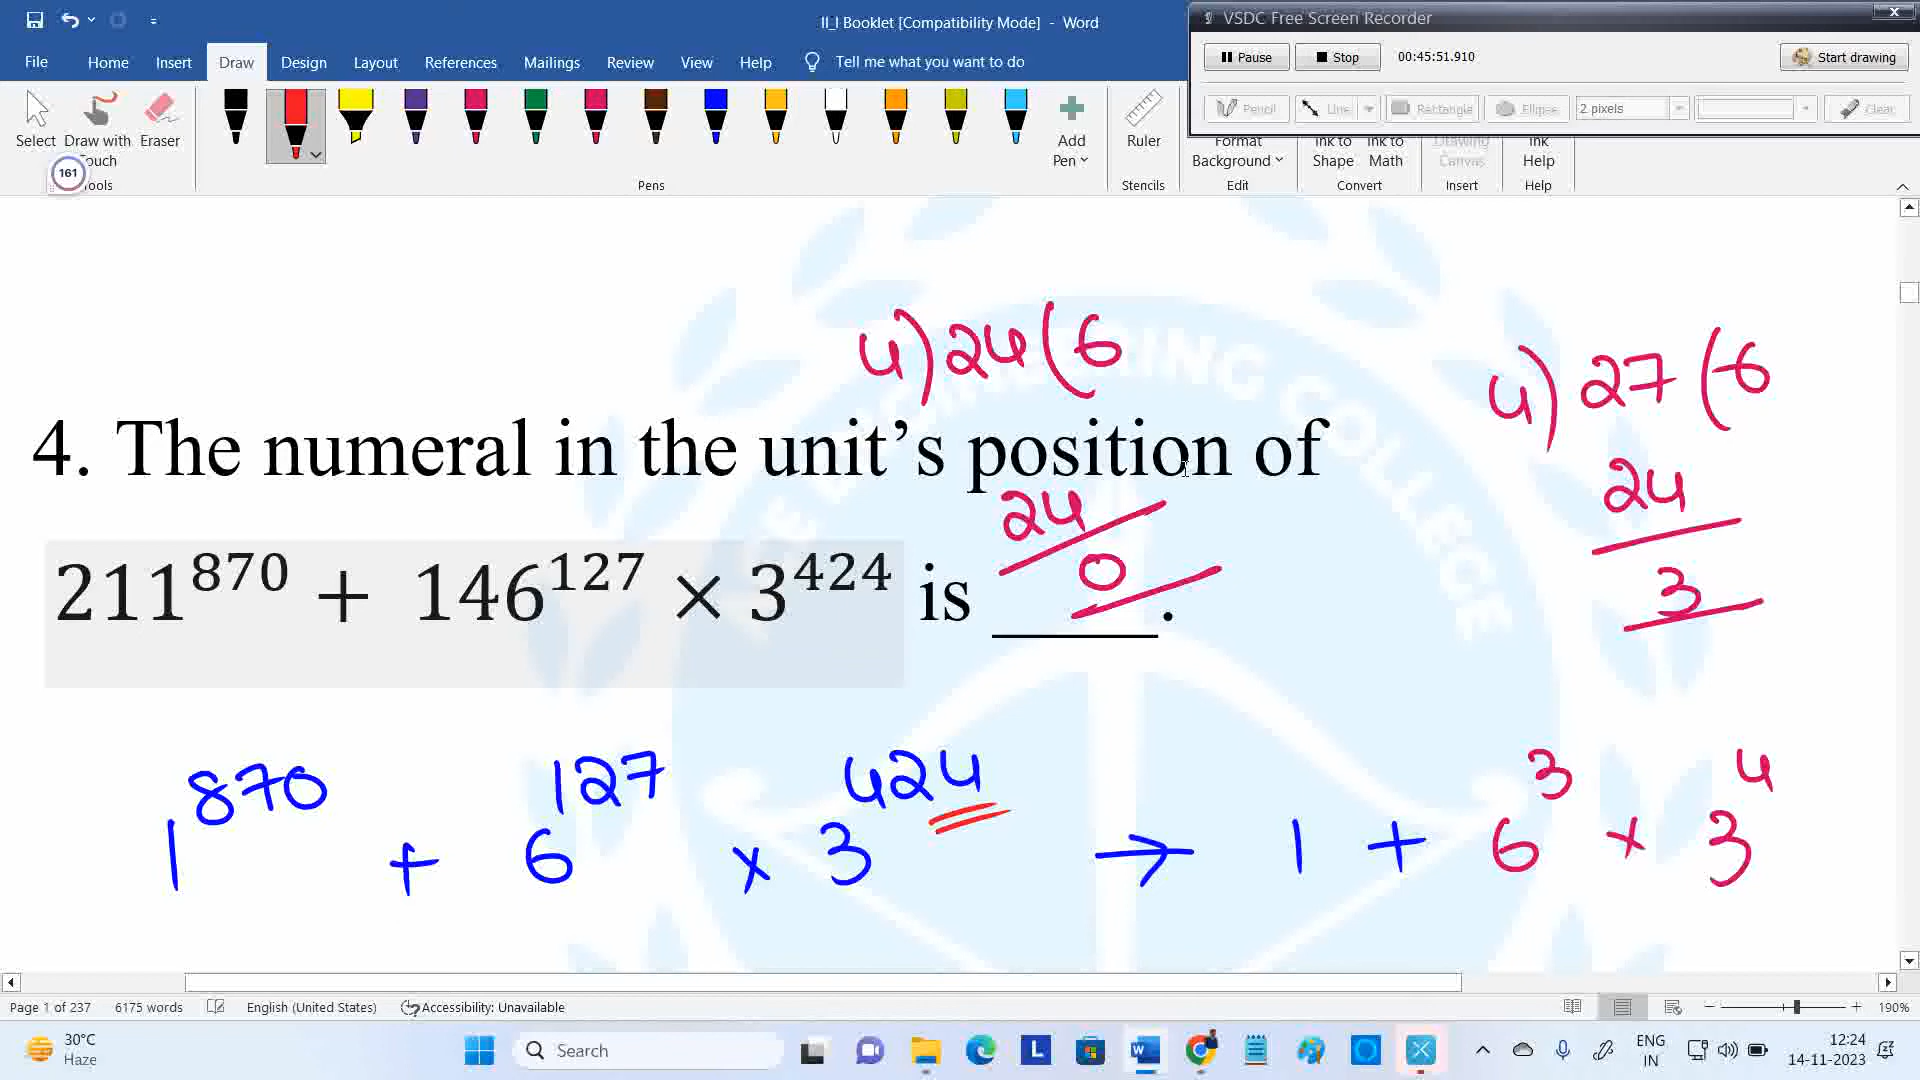 II_I Booklet [Compatibility Mode] - Word
VSDC Free Screen Recorder
Pause Stop 00:45:51.910 Start drawing
File Home Insert Draw Design Layout References Mailings Review View Help Tell me what you want to do
Pencil Line Rectangle Ellipse 2 pixels Clear
Select Draw with Touch Eraser Add Pen Ruler Format Background Ink to Shape Ink to Math Drawing Canvas Ink Help
161
Tools Pens Stencils Edit Convert Insert Help
4) 24 (6
4) 27 (6
4. The numeral in the unit's position of
24
24
0
3
211^870 + 146^127 × 3^424 is ______.
1^870 + 6^127 × 3^424 → 1 + 6^3 × 3^4
ENGINEERING COLLEGE
Page 1 of 237 6175 words English (United States) Accessibility: Unavailable 190%
30°C
Haze
Search
ENG
IN
12:24
14-11-2023